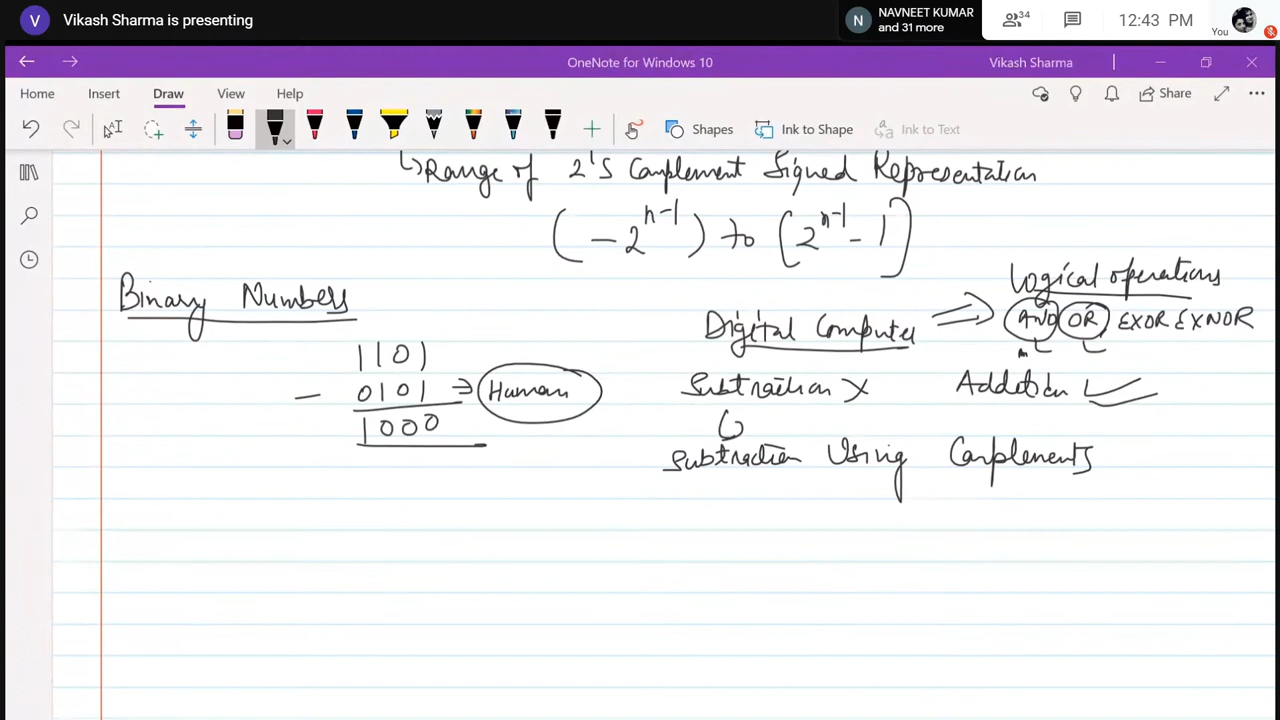 V Vikash Sharma is presenting
N NAVNEET KUMAR
and 31 more
34
12:43 PM
You
OneNote for Windows 10
Vikash Sharma
Home Insert Draw View Help
Share
Shapes Ink to Shape Ink to Text
↳Range of 2's Complement Signed Representation
(-2^{n-1}) to [2^{n-1} - 1]
Binary Numbers
Logical operations
Digital Computer ⇒ AND OR EXOR EXNOR
1101
- 0101 → Human
1000
Subtraction ✗ Addition ✓
Subtraction Using Complements